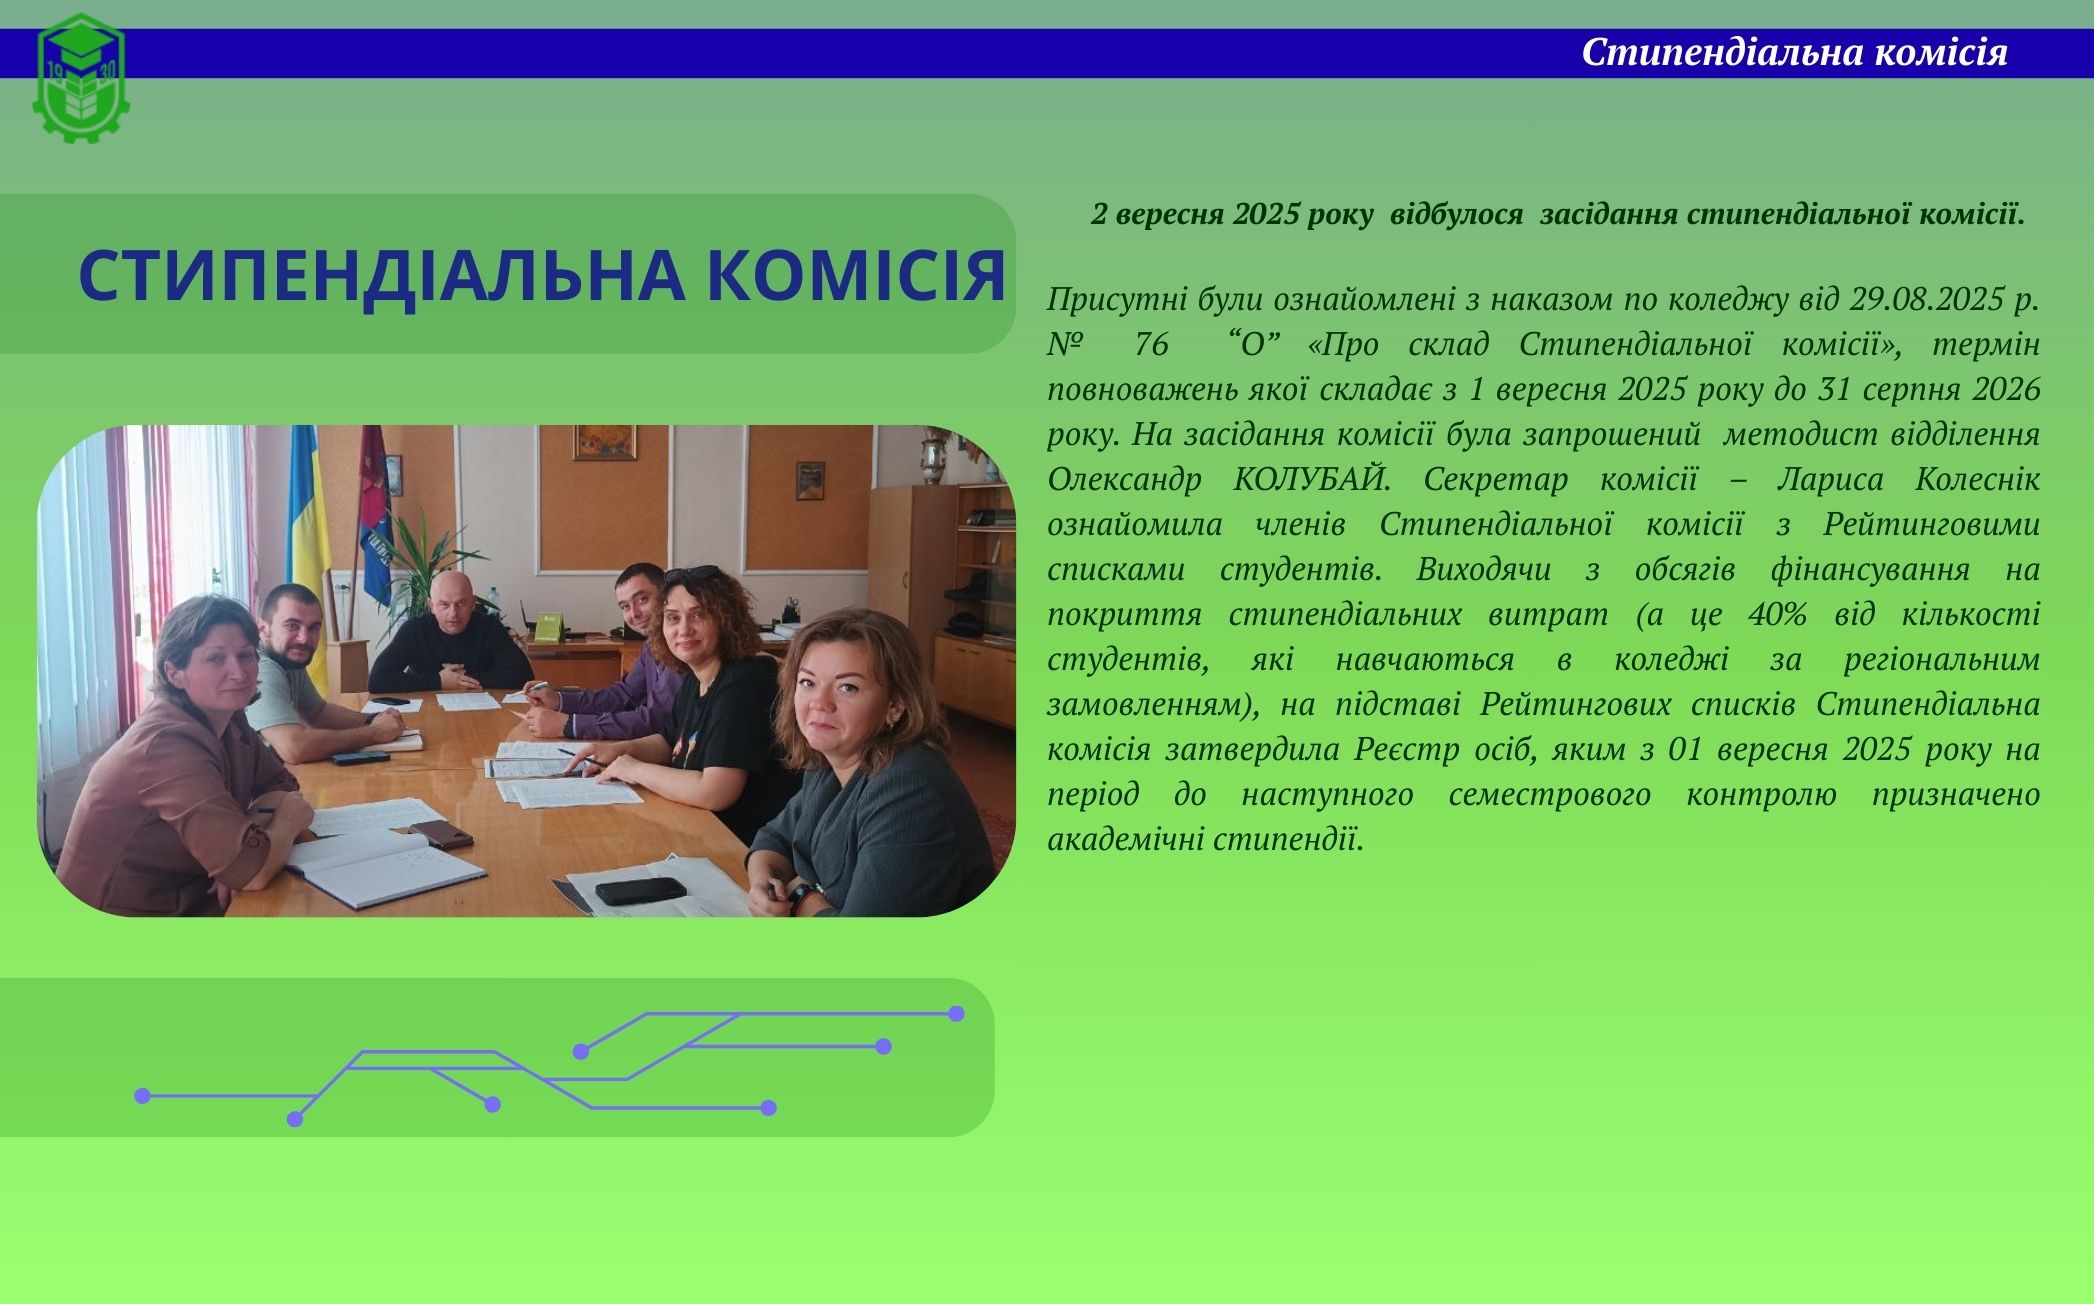 Стипендіальна комісія
19 30
СТИПЕНДІАЛЬНА КОМІСІЯ
2 вересня 2025 року відбулося засідання стипендіальної комісії.
Присутні були ознайомлені з наказом по коледжу від 29.08.2025 р.
№ 76 “О” «Про склад Стипендіальної комісії», термін
повноважень якої складає з 1 вересня 2025 року до 31 серпня 2026
року. На засідання комісії була запрошений методист відділення
Олександр КОЛУБАЙ. Секретар комісії – Лариса Колеснік
ознайомила членів Стипендіальної комісії з Рейтинговими
списками студентів. Виходячи з обсягів фінансування на
покриття стипендіальних витрат (а це 40% від кількості
студентів, які навчаються в коледжі за регіональним
замовленням), на підставі Рейтингових списків Стипендіальна
комісія затвердила Реєстр осіб, яким з 01 вересня 2025 року на
період до наступного семестрового контролю призначено
академічні стипендії.